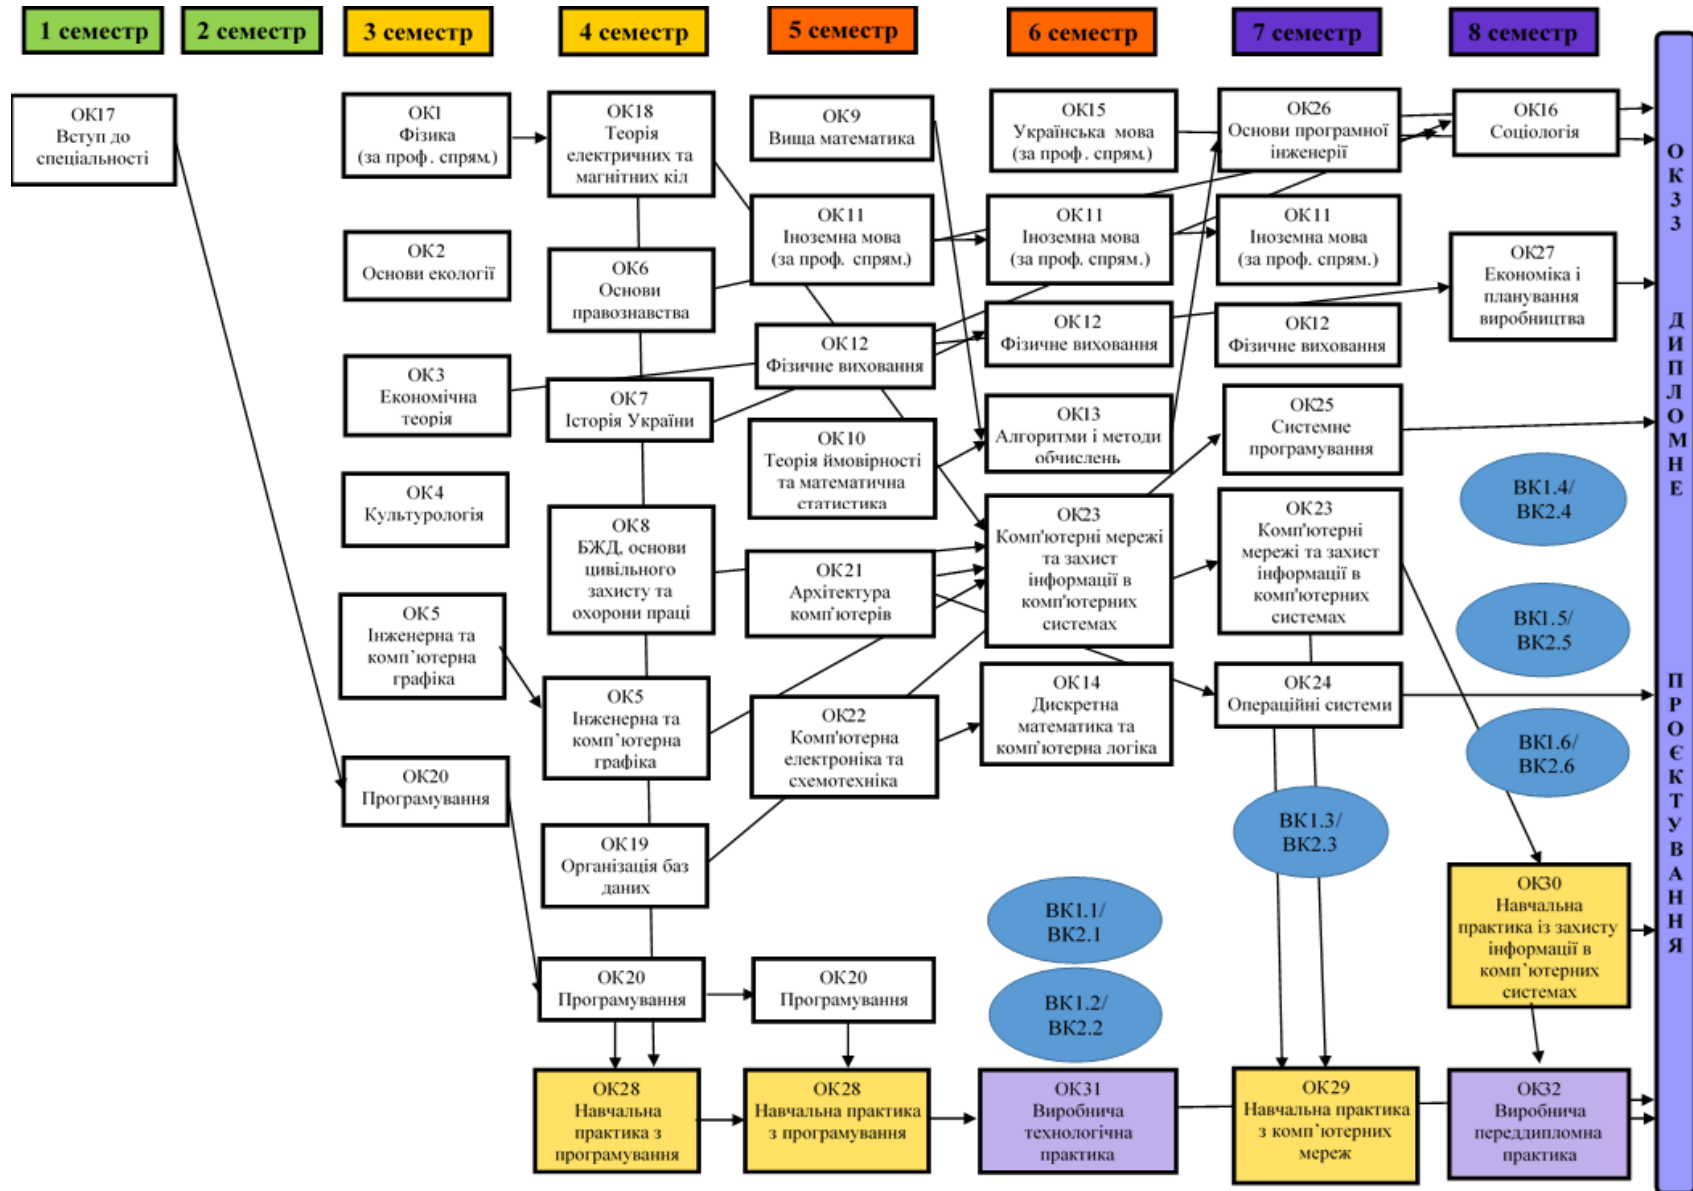 1 семестр
2 семестр
3 семестр
4 семестр
5 семестр
6 семестр
7 семестр
8 семестр
ОК17
Вступ до
спеціальності
ОК1
Фізика
(за проф. спрям.)
ОК2
Основи екології
ОК3
Економічна
теорія
ОК4
Культурологія
ОК5
Інженерна та
комп’ютерна
графіка
ОК20
Програмування
ОК18
Теорія
електричних та
магнітних кіл
ОК6
Основи
правознавства
ОК7
Історія України
ОК8
БЖД, основи
цивільного
захисту та
охорони праці
ОК5
Інженерна та
комп’ютерна
графіка
ОК19
Організація баз
даних
ОК20
Програмування
ОК28
Навчальна
практика з
програмування
ОК9
Вища математика
ОК11
Іноземна мова
(за проф. спрям.)
ОК12
Фізичне виховання
ОК10
Теорія ймовірності
та математична
статистика
ОК21
Архітектура
комп'ютерів
ОК22
Комп'ютерна
електроніка та
схемотехніка
ОК20
Програмування
ОК28
Навчальна практика
з програмування
ОК15
Українська мова
(за проф. спрям.)
ОК11
Іноземна мова
(за проф. спрям.)
ОК12
Фізичне виховання
ОК13
Алгоритми і методи
обчислень
ОК23
Комп'ютерні мережі
та захист
інформації в
комп'ютерних
системах
ОК14
Дискретна
математика та
комп'ютерна логіка
ВК1.1/
ВК2.1
ВК1.2/
ВК2.2
ОК31
Виробнича
технологічна
практика
ОК26
Основи програмної
інженерії
ОК11
Іноземна мова
(за проф. спрям.)
ОК12
Фізичне виховання
ОК25
Системне
програмування
ОК23
Комп'ютерні
мережі та захист
інформації в
комп'ютерних
системах
ОК24
Операційні системи
ВК1.3/
ВК2.3
ОК29
Навчальна практика
з комп'ютерних
мереж
ОК16
Соціологія
ОК27
Економіка і
планування
виробництва
ВК1.4/
ВК2.4
ВК1.5/
ВК2.5
ВК1.6/
ВК2.6
ОК30
Навчальна
практика із захисту
інформації в
комп’ютерних
системах
ОК32
Виробнича
переддипломна
практика
ОК33 ДИПЛОМНЕ ПРОЄКТУВАННЯ